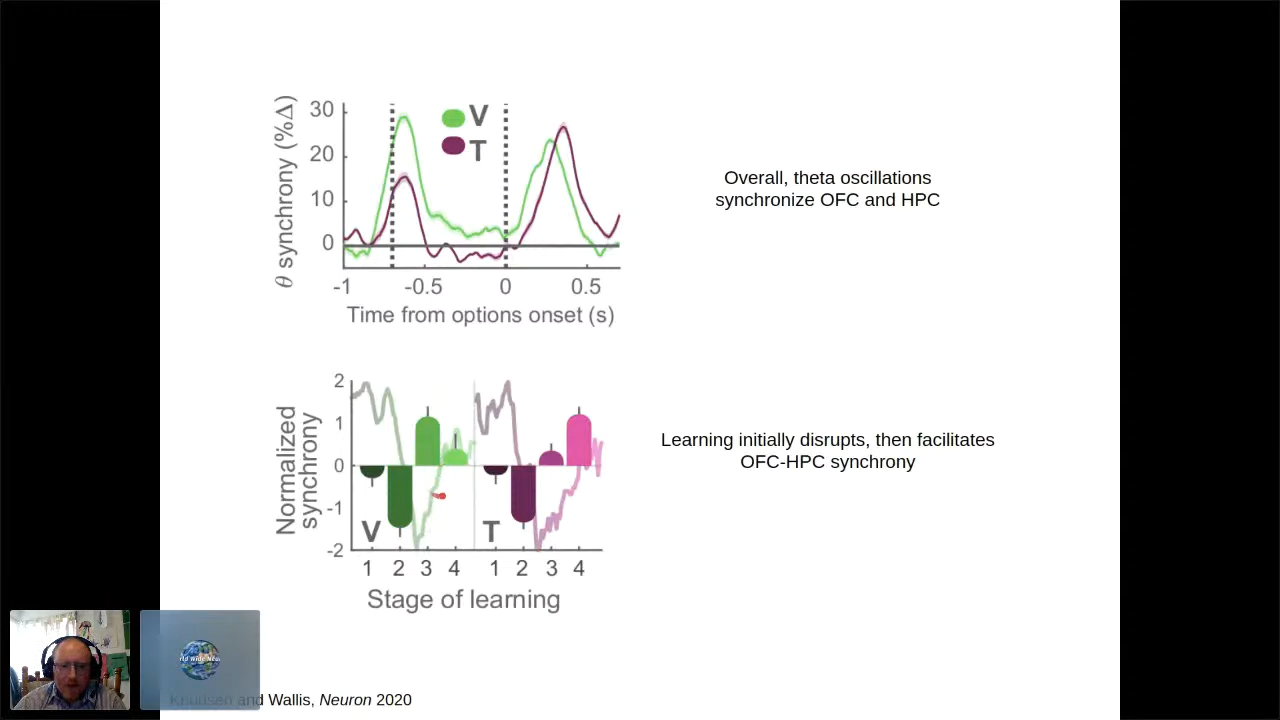 30
20
10
0
θ synchrony (%Δ)
V
T
-1 -0.5 0 0.5
Time from options onset (s)
Overall, theta oscillations
synchronize OFC and HPC
2
1
0
-1
-2
Normalized
synchrony
V T
1 2 3 4 1 2 3 4
Stage of learning
Learning initially disrupts, then facilitates
OFC-HPC synchrony
Knudsen and Wallis, Neuron 2020